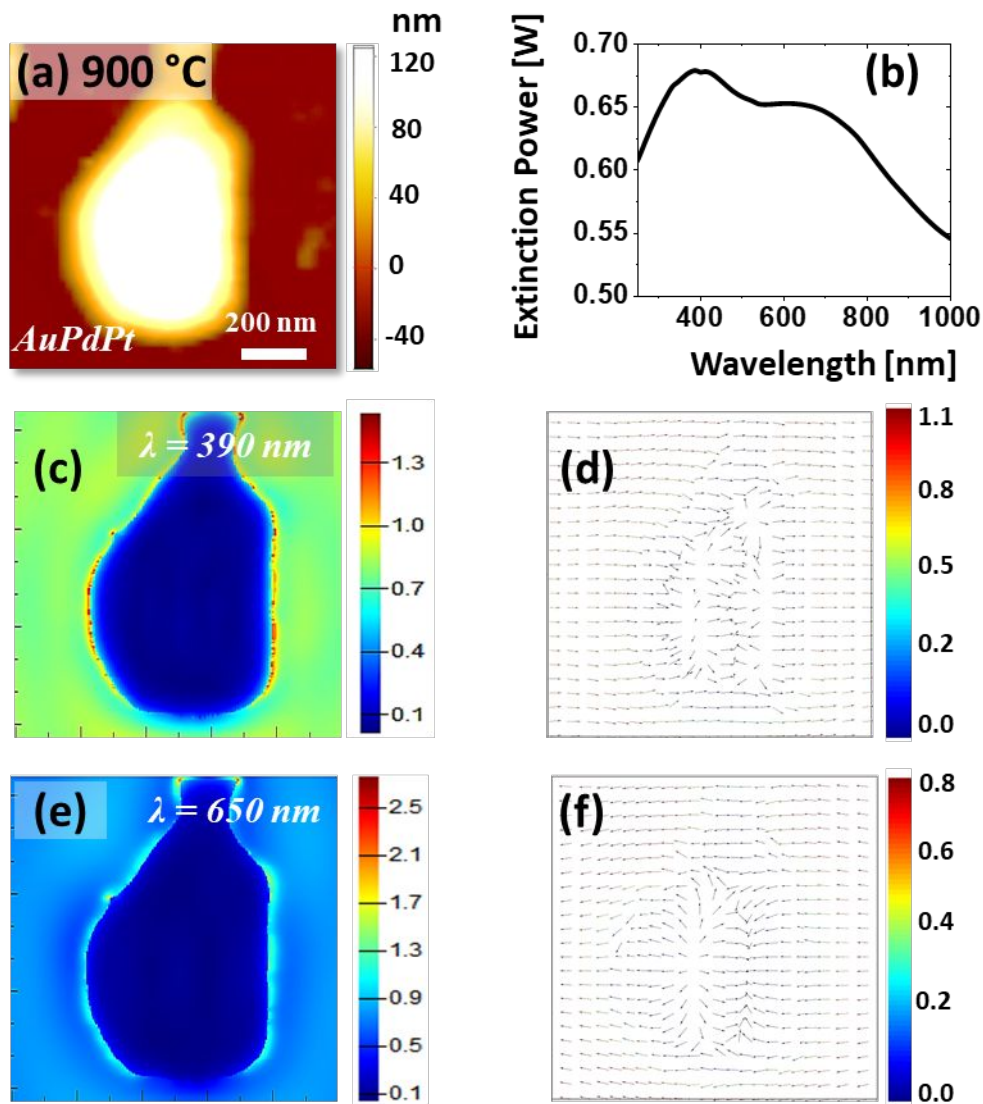 nm
(a) 900 °C
120
80
40
0
-40
AuPdPt
200 nm
Extinction Power [W]
0.70
0.65
0.60
0.55
0.50
(b)
400
600
800
1000
Wavelength [nm]
(c)
λ = 390 nm
1.3
1.0
0.7
0.4
0.1
(d)
1.1
0.8
0.5
0.2
0.0
(e)
λ = 650 nm
2.5
2.1
1.7
1.3
0.9
0.5
0.1
(f)
0.8
0.6
0.4
0.2
0.0